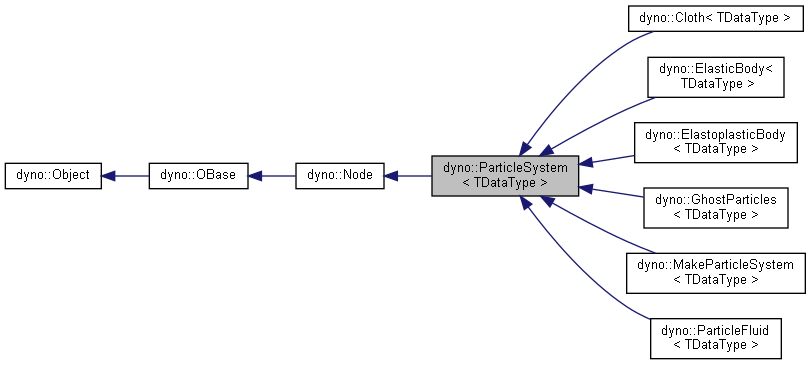 dyno::Object
dyno::OBase
dyno::Node
dyno::ParticleSystem
< TDataType >
dyno::Cloth< TDataType >
dyno::ElasticBody<
TDataType >
dyno::ElastoplasticBody
< TDataType >
dyno::GhostParticles
< TDataType >
dyno::MakeParticleSystem
< TDataType >
dyno::ParticleFluid
< TDataType >